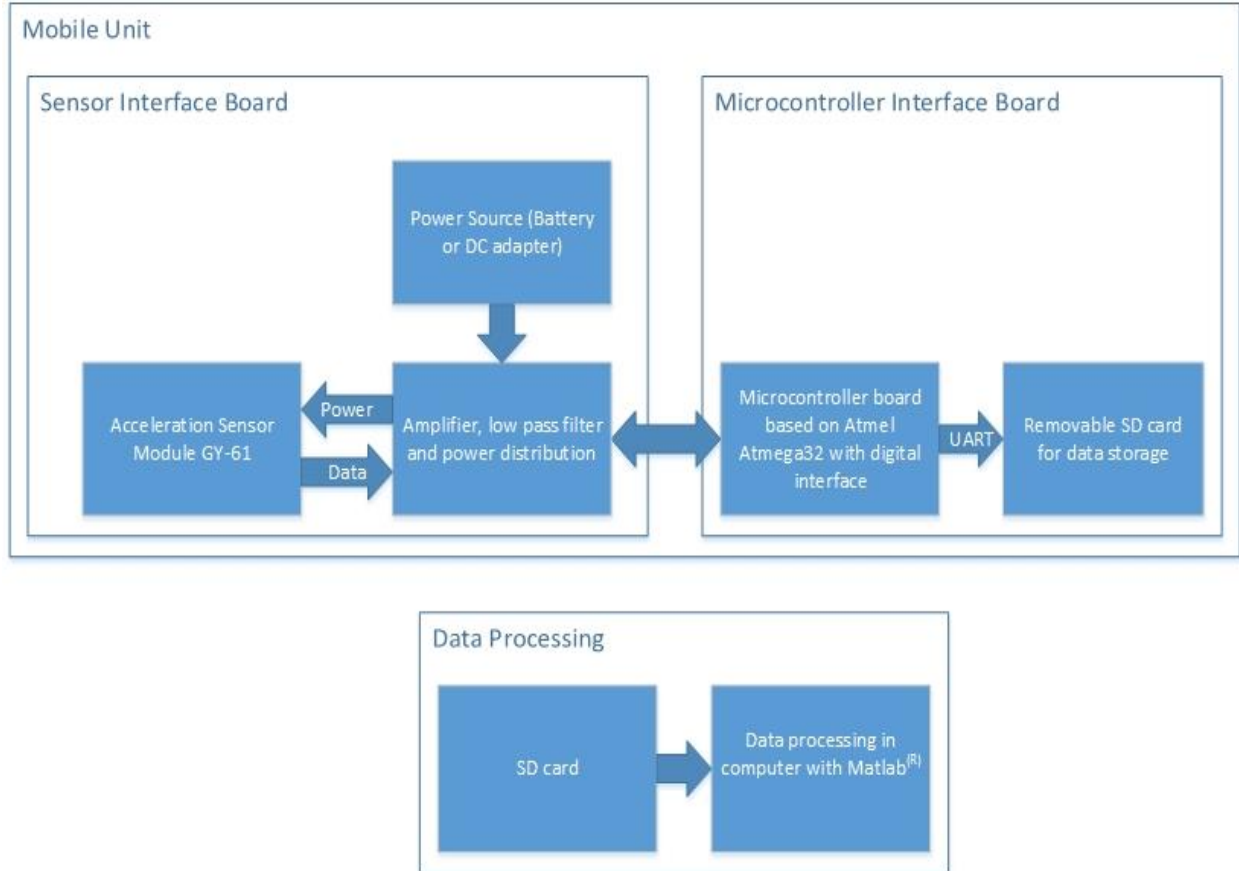 Mobile Unit
Sensor Interface Board
Power Source (Battery
or DC adapter)
Acceleration Sensor
Module GY-61
Power
Data
Amplifier, low pass filter
and power distribution
Microcontroller Interface Board
Microcontroller board
based on Atmel
Atmega32 with digital
interface
UART
Removable SD card
for data storage
Data Processing
SD card
Data processing in
computer with Matlab(R)